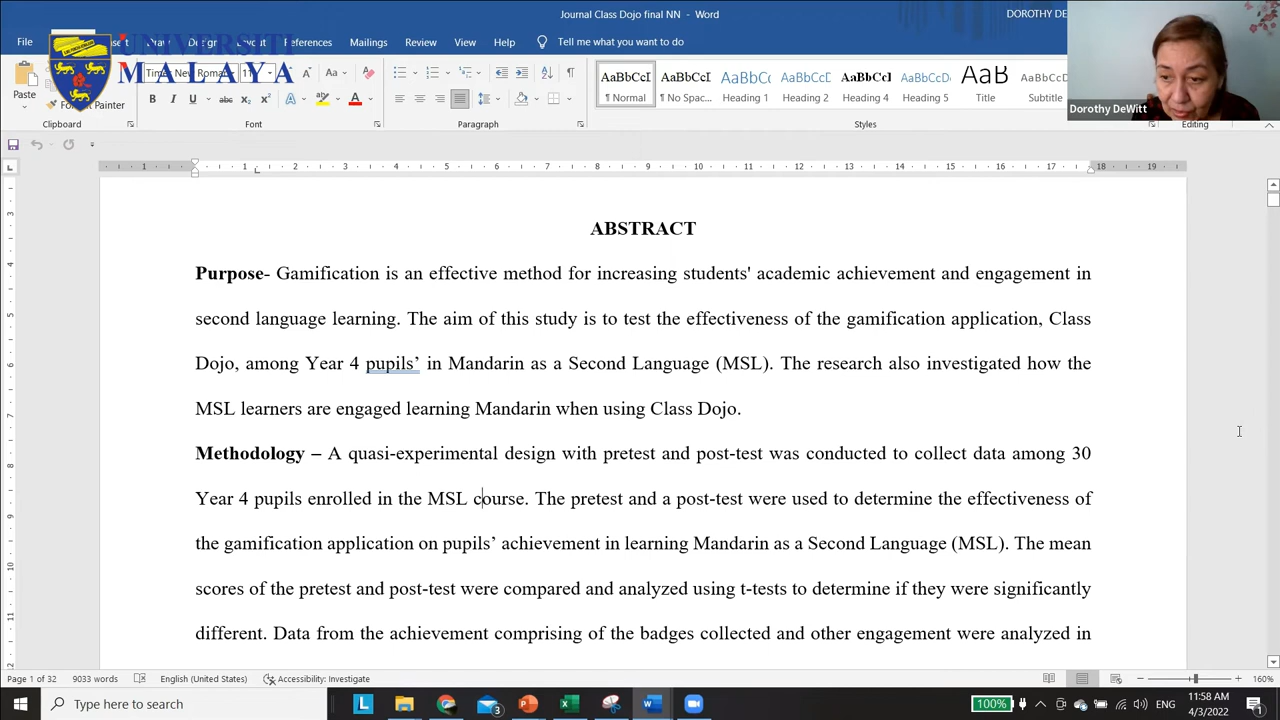 Journal Class Dojo final NN - Word
DOROTHY DE
UNIVERSITI
MALAYA
File
Insert
Draw
Design
Layout
References
Mailings
Review
View
Help
Tell me what you want to do
Paste
Format Painter
Times New Roma
Aa
AaBbCcI
AaBbCcI
AaBbC
AaBbCc
AaBbCcI
AaBbCc
AaB
AaBbCcD
¶ Normal
¶ No Spac...
Heading 1
Heading 2
Heading 4
Heading 5
Title
Subtitle
Dorothy DeWitt
Clipboard
Font
Paragraph
Styles
Editing
ABSTRACT
Purpose- Gamification is an effective method for increasing students' academic achievement and engagement in
second language learning. The aim of this study is to test the effectiveness of the gamification application, Class
Dojo, among Year 4 pupils’ in Mandarin as a Second Language (MSL). The research also investigated how the
MSL learners are engaged learning Mandarin when using Class Dojo.
Methodology – A quasi-experimental design with pretest and post-test was conducted to collect data among 30
Year 4 pupils enrolled in the MSL course. The pretest and a post-test were used to determine the effectiveness of
the gamification application on pupils’ achievement in learning Mandarin as a Second Language (MSL). The mean
scores of the pretest and post-test were compared and analyzed using t-tests to determine if they were significantly
different. Data from the achievement comprising of the badges collected and other engagement were analyzed in
Page 1 of 32
9033 words
English (United States)
Accessibility: Investigate
160%
Type here to search
100%
ENG
11:58 AM
4/3/2022